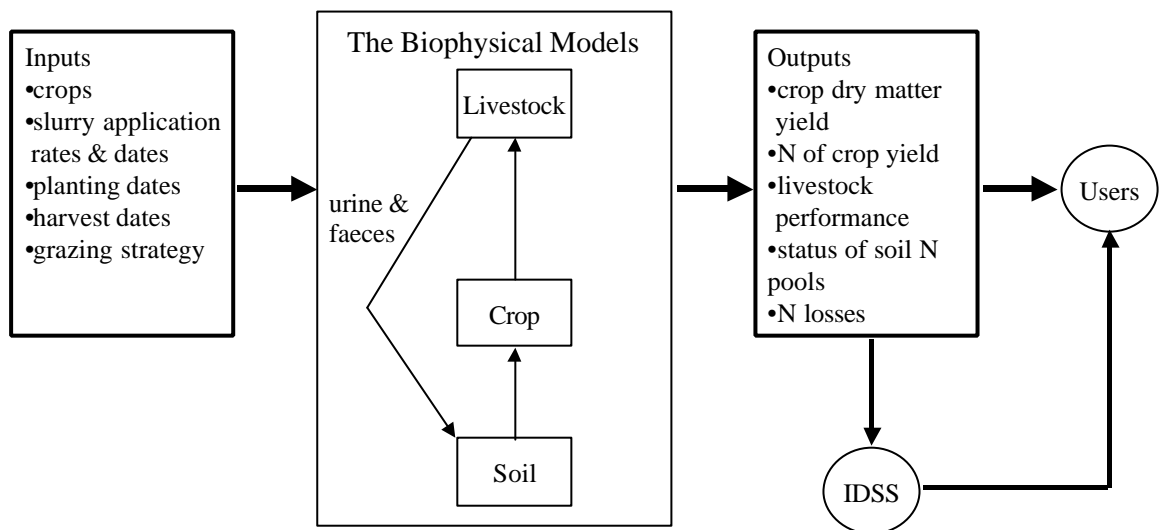 Inputs
•crops
•slurry application
rates & dates
•planting dates
•harvest dates
•grazing strategy
The Biophysical Models
Livestock
urine &
faeces
Crop
Soil
Outputs
•crop dry matter
yield
•N of crop yield
•livestock
performance
•status of soil N
pools
•N losses
Users
IDSS